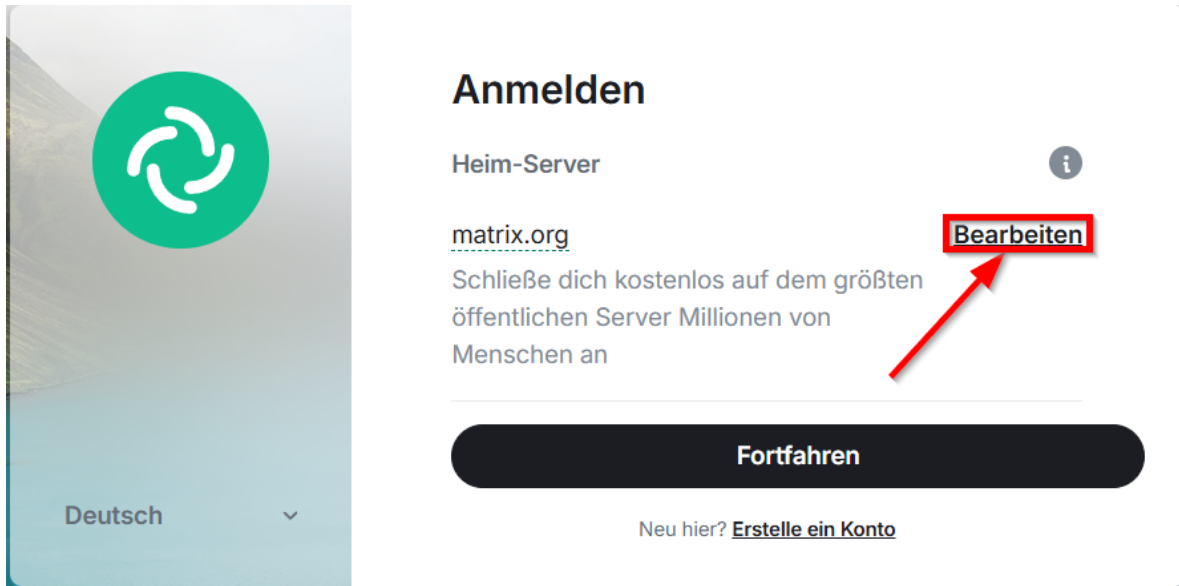 Anmelden
Heim-Server
matrix.org
Bearbeiten
Schließe dich kostenlos auf dem größten
öffentlichen Server Millionen von
Menschen an
Fortfahren
Neu hier? Erstelle ein Konto
Deutsch